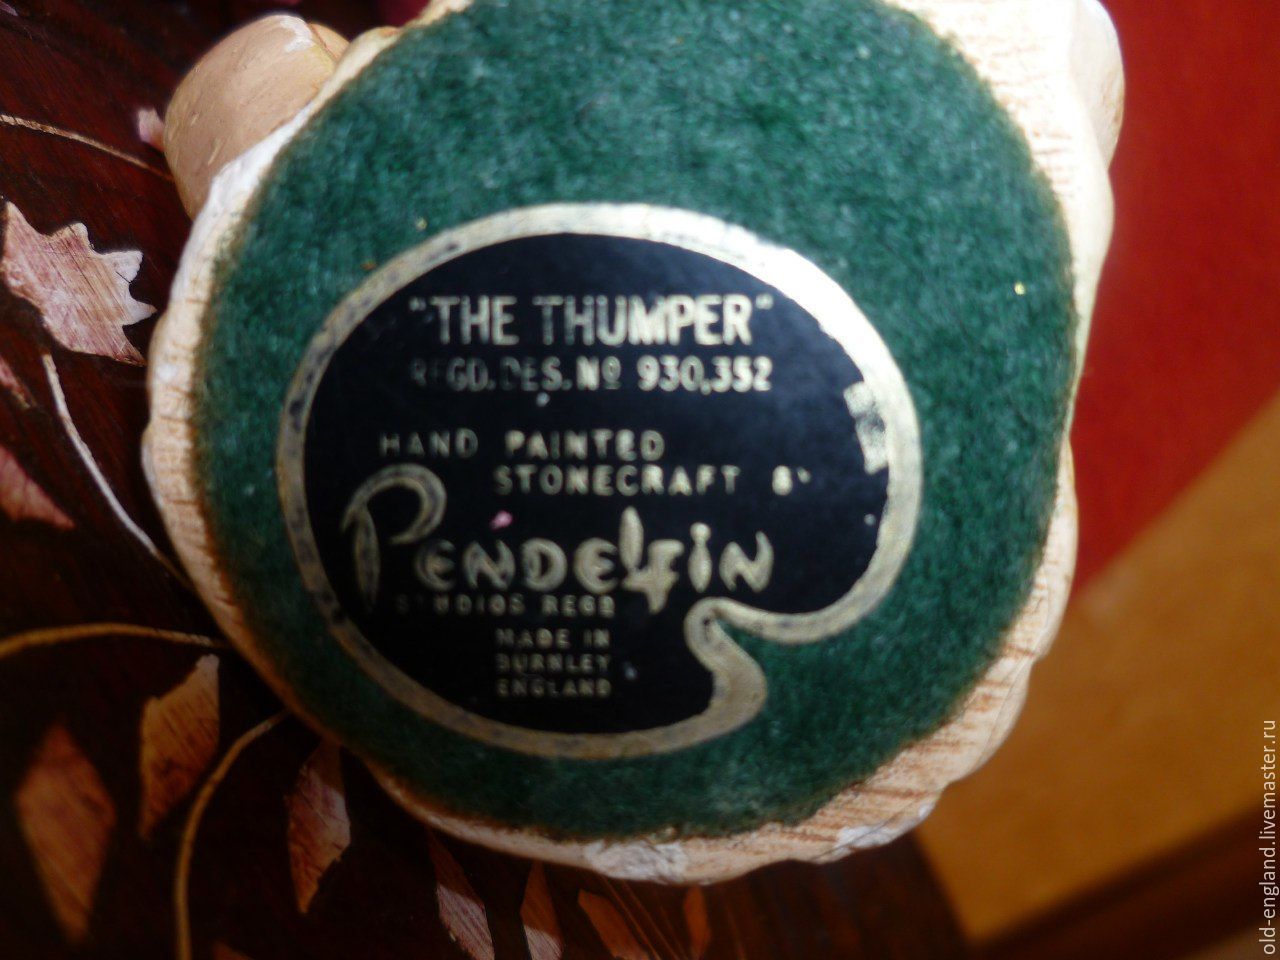 "THE THUMPER"
REGD. DES. Nº 930,352
HAND PAINTED
STONECRAFT BY
PENDELFIN
STUDIOS REGD
MADE IN
BURNLEY
ENGLAND
old-england.livemaster.ru